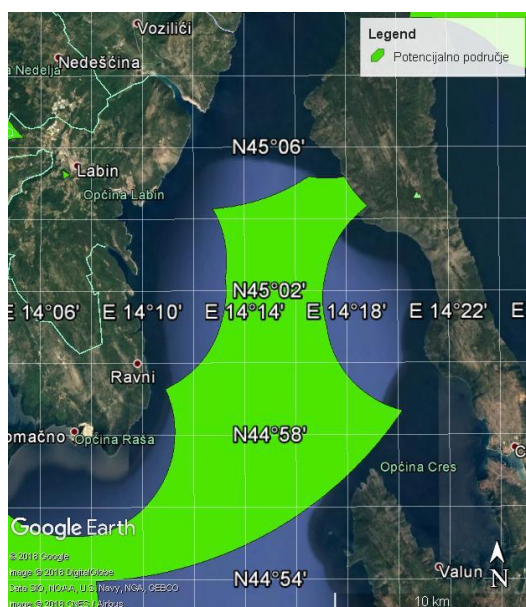 Vozilići
Legend
Potencijalno područje
Nedeščina
Nedelja
N45°06'
Labin
Općina Labin
N45°02'
E 14°06' E 14°10' E 14°14' E 14°18' E 14°22' E
Ravni
omačno
Općina Raša
N44°58'
C
Općina Cres
Google Earth
© 2018 Google
Image © 2018 DigitalGlobe
Data SIO, NOAA, U.S. Navy, NGA, GEBCO
Image © 2018 CNES / Airbus
N44°54'
Valun
N
10 km